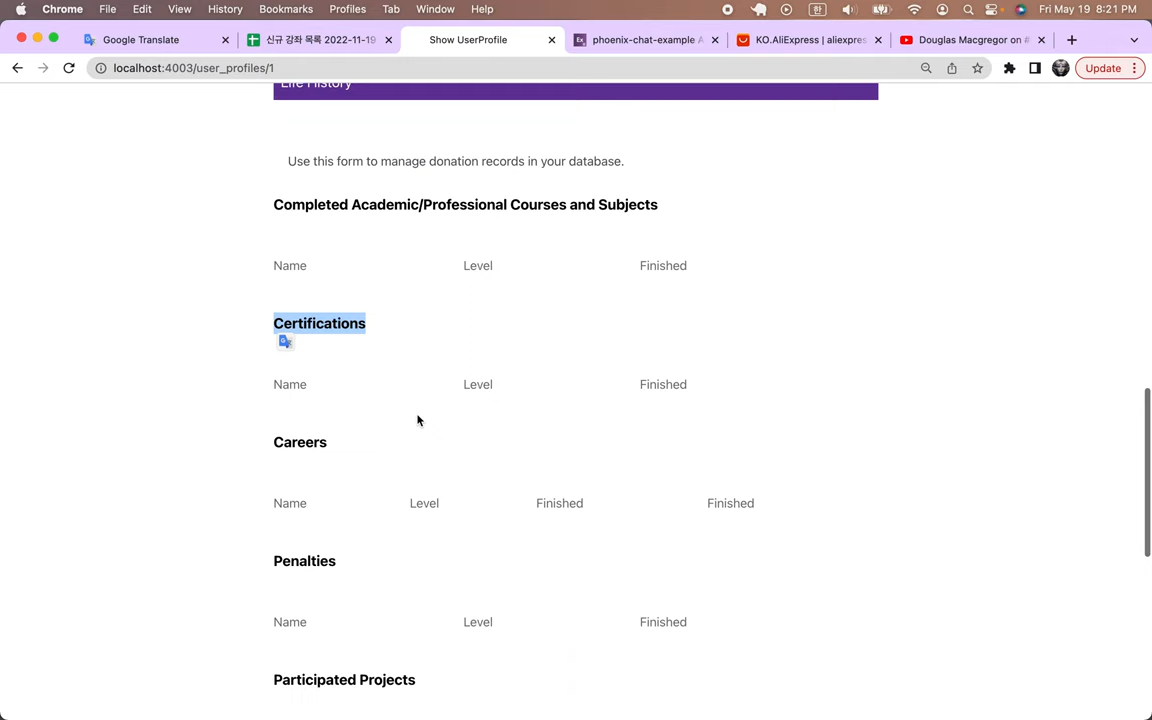 Chrome File Edit View History Bookmarks Profiles Tab Window Help 한 Fri May 19 8:21 PM
Google Translate 신규 강좌 목록 2022-11-19 Show UserProfile Ex phoenix-chat-example A KO.AliExpress | aliexpres Douglas Macgregor on #
localhost:4003/user_profiles/1 Update
Life History
Use this form to manage donation records in your database.
Completed Academic/Professional Courses and Subjects
Name Level Finished
Certifications
Name Level Finished
Careers
Name Level Finished Finished
Penalties
Name Level Finished
Participated Projects